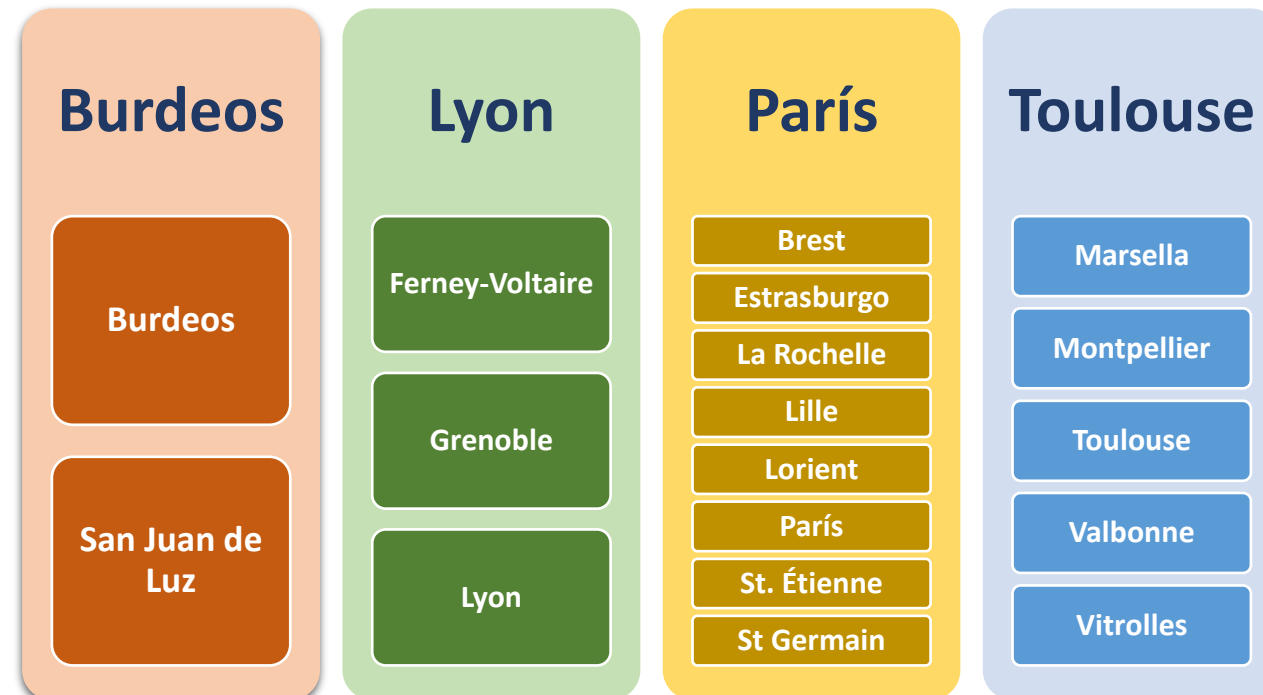 Burdeos
Burdeos
San Juan de
Luz
Lyon
Ferney-Voltaire
Grenoble
Lyon
París
Brest
Estrasburgo
La Rochelle
Lille
Lorient
París
St. Étienne
St Germain
Toulouse
Marsella
Montpellier
Toulouse
Valbonne
Vitrolles